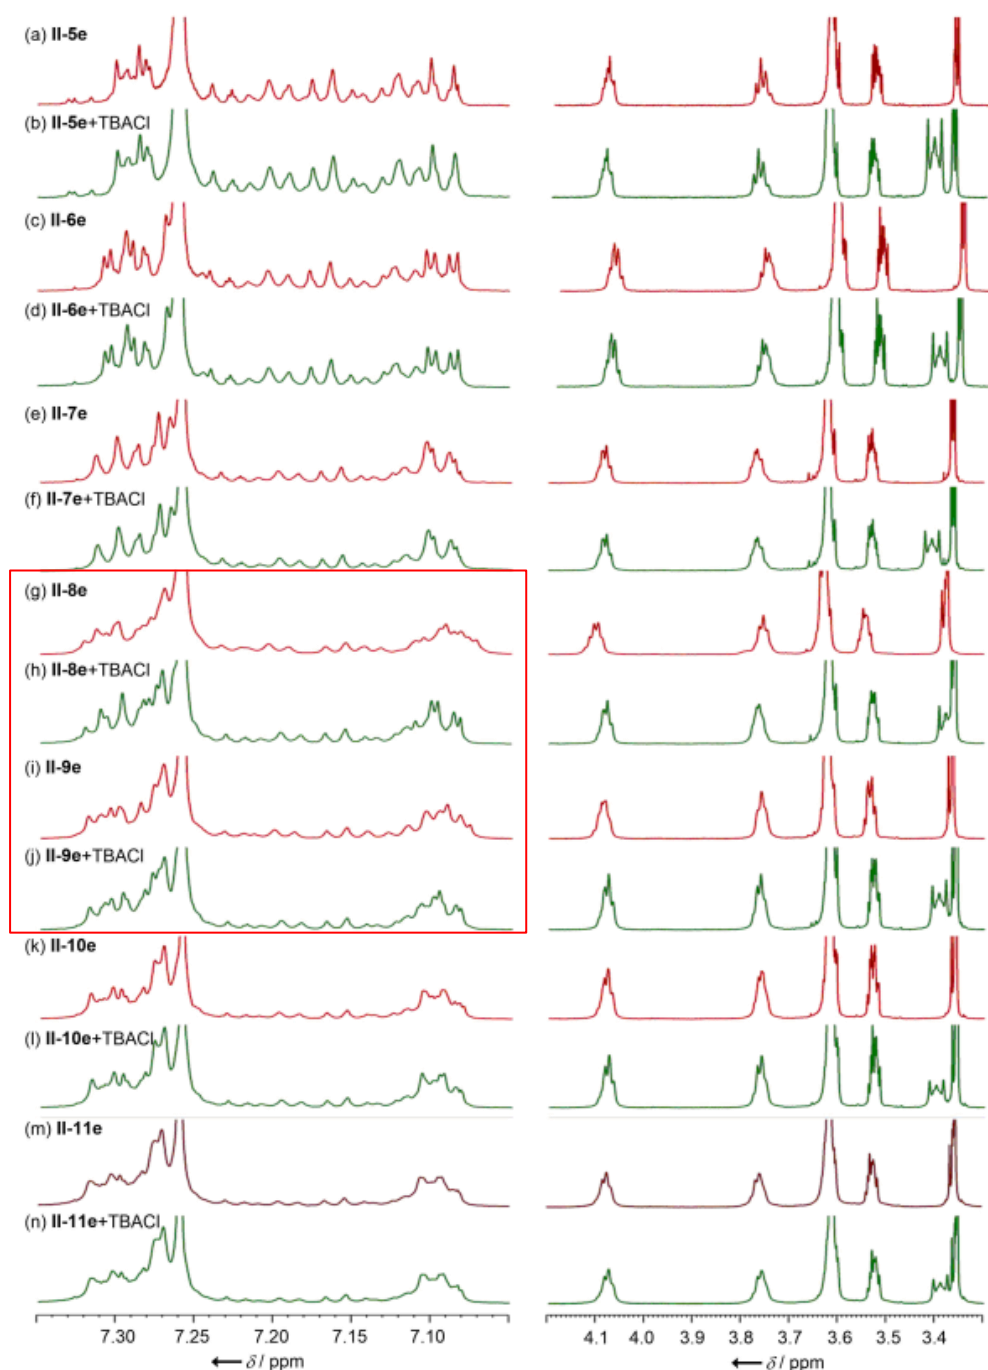 (a) II-5e
(b) II-5e+TBACl
(c) II-6e
(d) II-6e+TBACl
(e) II-7e
(f) II-7e+TBACl
(g) II-8e
(h) II-8e+TBACl
(i) II-9e
(j) II-9e+TBACl
(k) II-10e
(l) II-10e+TBACl
(m) II-11e
(n) II-11e+TBACl
7.30 7.25 7.20 7.15 7.10 4.1 4.0 3.9 3.8 3.7 3.6 3.5 3.4
← δ / ppm ← δ / ppm